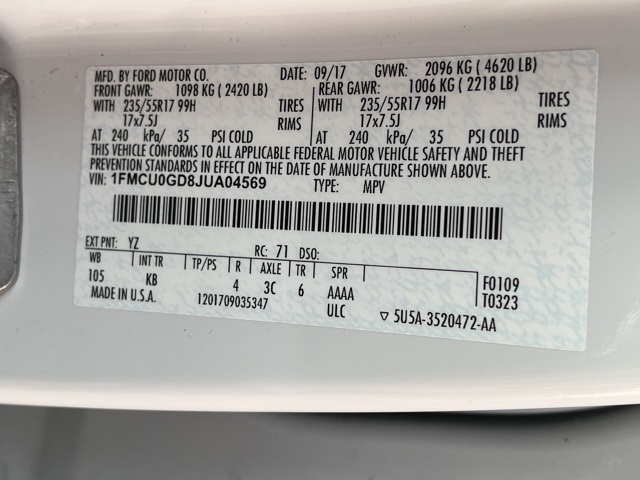 MFD. BY FORD MOTOR CO. DATE: 09/17 GVWR: 2096 KG ( 4620 LB)
FRONT GAWR: 1098 KG ( 2420 LB) REAR GAWR: 1006 KG ( 2218 LB)
WITH 235/55R17 99H TIRES WITH 235/55R17 99H TIRES
17x7.5J RIMS 17x7.5J RIMS
AT 240 kPa/ 35 PSI COLD AT 240 kPa/ 35 PSI COLD
THIS VEHICLE CONFORMS TO ALL APPLICABLE FEDERAL MOTOR VEHICLE SAFETY AND THEFT
PREVENTION STANDARDS IN EFFECT ON THE DATE OF MANUFACTURE SHOWN ABOVE.
VIN: 1FMCU0GD8JUA04569 TYPE: MPV
EXT PNT: YZ RC: 71 DSO:
WB INT TR TP/PS R AXLE TR SPR
105 KB 4 3C 6 AAAA F0109
MADE IN U.S.A. 1201709035347 ULC T0323
▽ 5U5A-3520472-AA